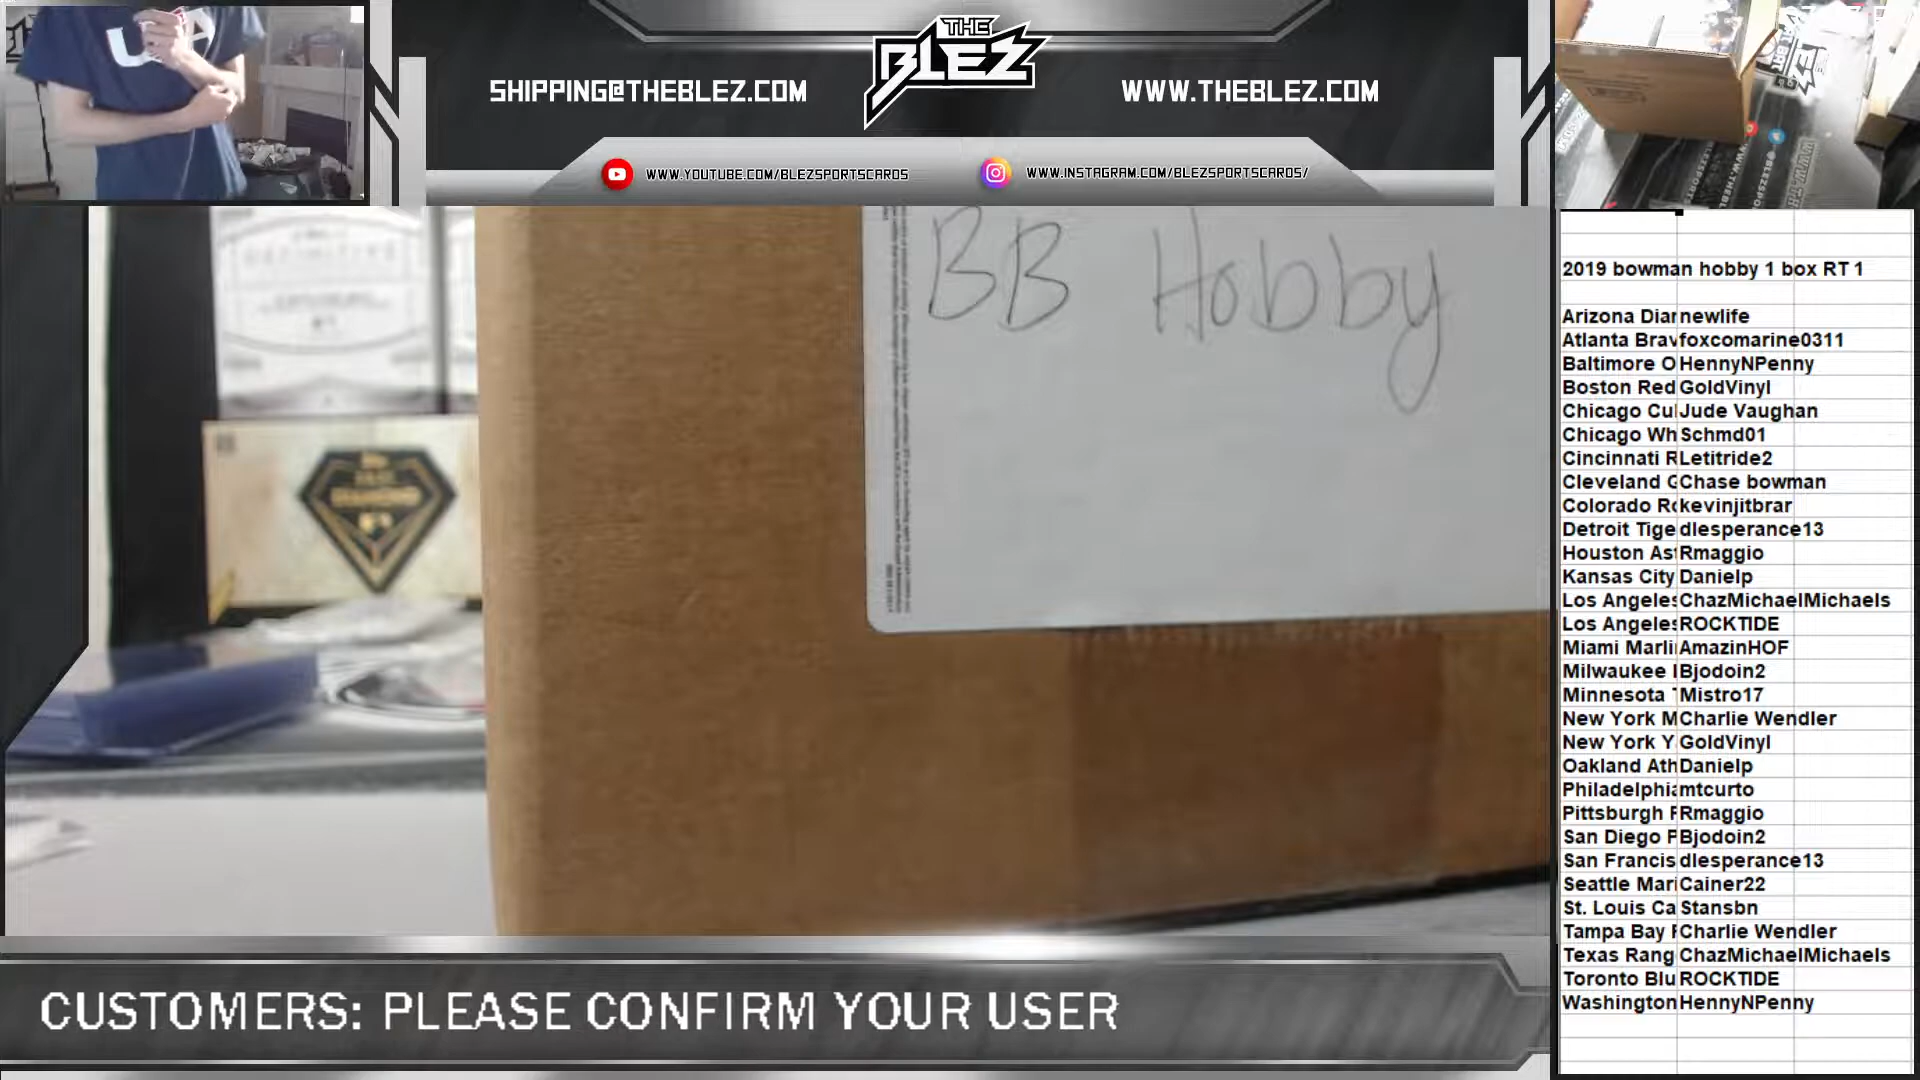 THE
BLEZ
SHIPPING@THEBLEZ.COM
WWW.THEBLEZ.COM
WWW.YOUTUBE.COM/BLEZSPORTSCARDS
WWW.INSTAGRAM.COM/BLEZSPORTSCARDS/
BB Hobby
DIAMOND
2019 bowman hobby 1 box RT 1
Arizona Diar newlife
Atlanta Brav foxcomarine0311
Baltimore O HennyNPenny
Boston Red GoldVinyl
Chicago Cu Jude Vaughan
Chicago Wh Schmd01
Cincinnati R Letitride2
Cleveland G Chase bowman
Colorado Ro kevinjitbrar
Detroit Tige dlesperance13
Houston Ast Rmaggio
Kansas City Danielp
Los Angeles ChazMichaelMichaels
Los Angeles ROCKTIDE
Miami Marli AmazinHOF
Milwaukee Bjodoin2
Minnesota Mistro17
New York M Charlie Wendler
New York Y GoldVinyl
Oakland Ath Danielp
Philadelphia mtcurto
Pittsburgh P Rmaggio
San Diego P Bjodoin2
San Francis dlesperance13
Seattle Mari Cainer22
St. Louis Ca Stansbn
Tampa Bay Charlie Wendler
Texas Rang ChazMichaelMichaels
Toronto Blu ROCKTIDE
Washington HennyNPenny
CUSTOMERS: PLEASE CONFIRM YOUR USER